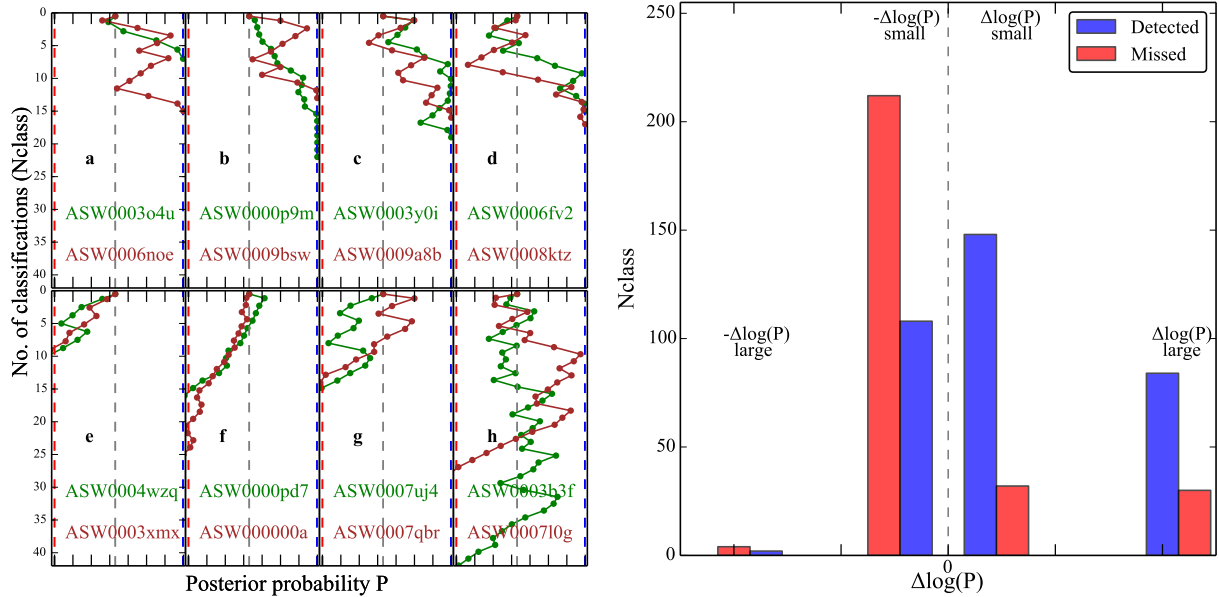 No. of classifications (Nclass)
0
5
10
15
20
25
30
35
40
a
b
c
d
ASW0003o4u
ASW0000p9m
ASW0003y0i
ASW0006fv2
ASW0006noe
ASW0009bsw
ASW0009a8b
ASW0008ktz
0
5
10
15
20
25
30
35
40
e
f
g
h
ASW0004wzq
ASW0000pd7
ASW0007uj4
ASW0003b3f
ASW0003xmx
ASW000000a
ASW0007qbr
ASW0007l0g
Posterior probability P
Nclass
250
200
150
100
50
0
-Δlog(P)
small
Δlog(P)
small
Detected
Missed
-Δlog(P)
large
Δlog(P)
large
0
Δlog(P)